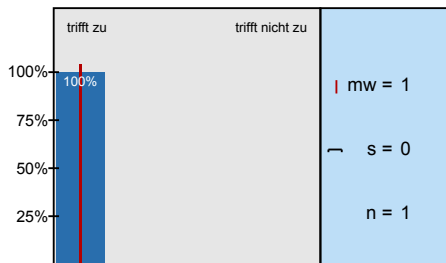 trifft zu trifft nicht zu
100%
100%
75%
50%
25%
mw = 1
s = 0
n = 1